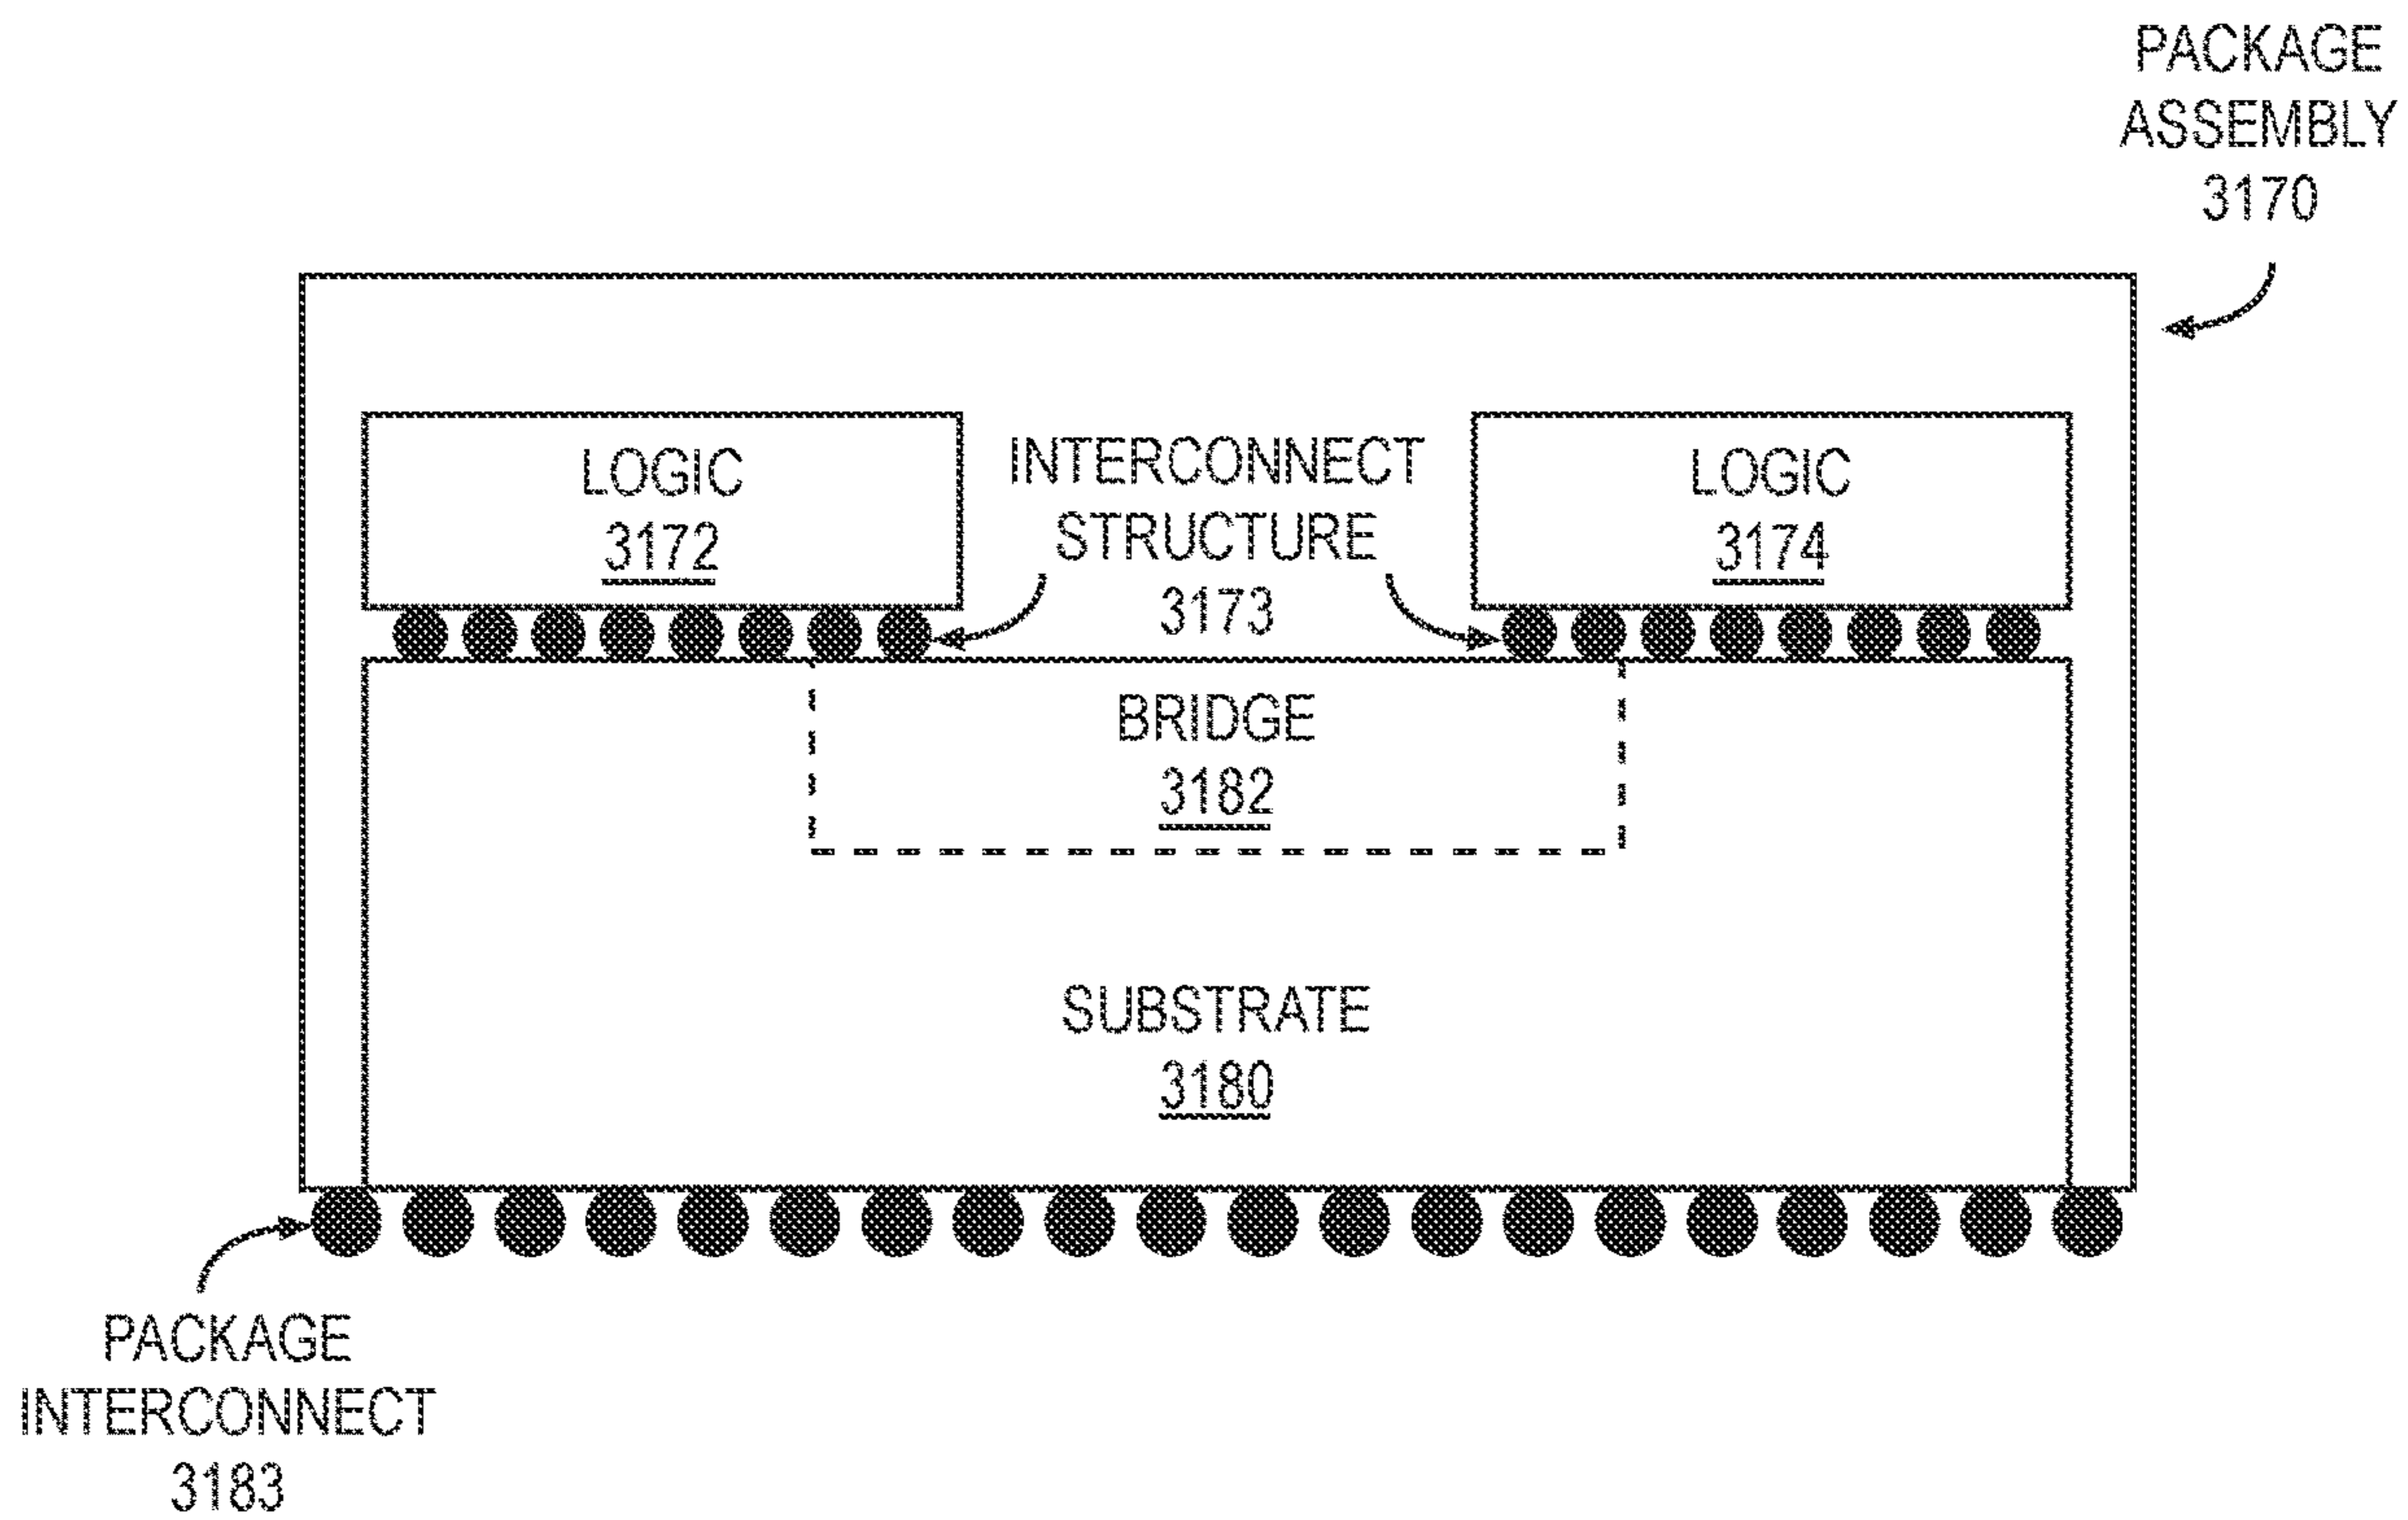 PACKAGE
ASSEMBLY
3170
LOGIC
3172
INTERCONNECT
STRUCTURE
3173
LOGIC
3174
BRIDGE
3182
SUBSTRATE
3180
PACKAGE
INTERCONNECT
3183